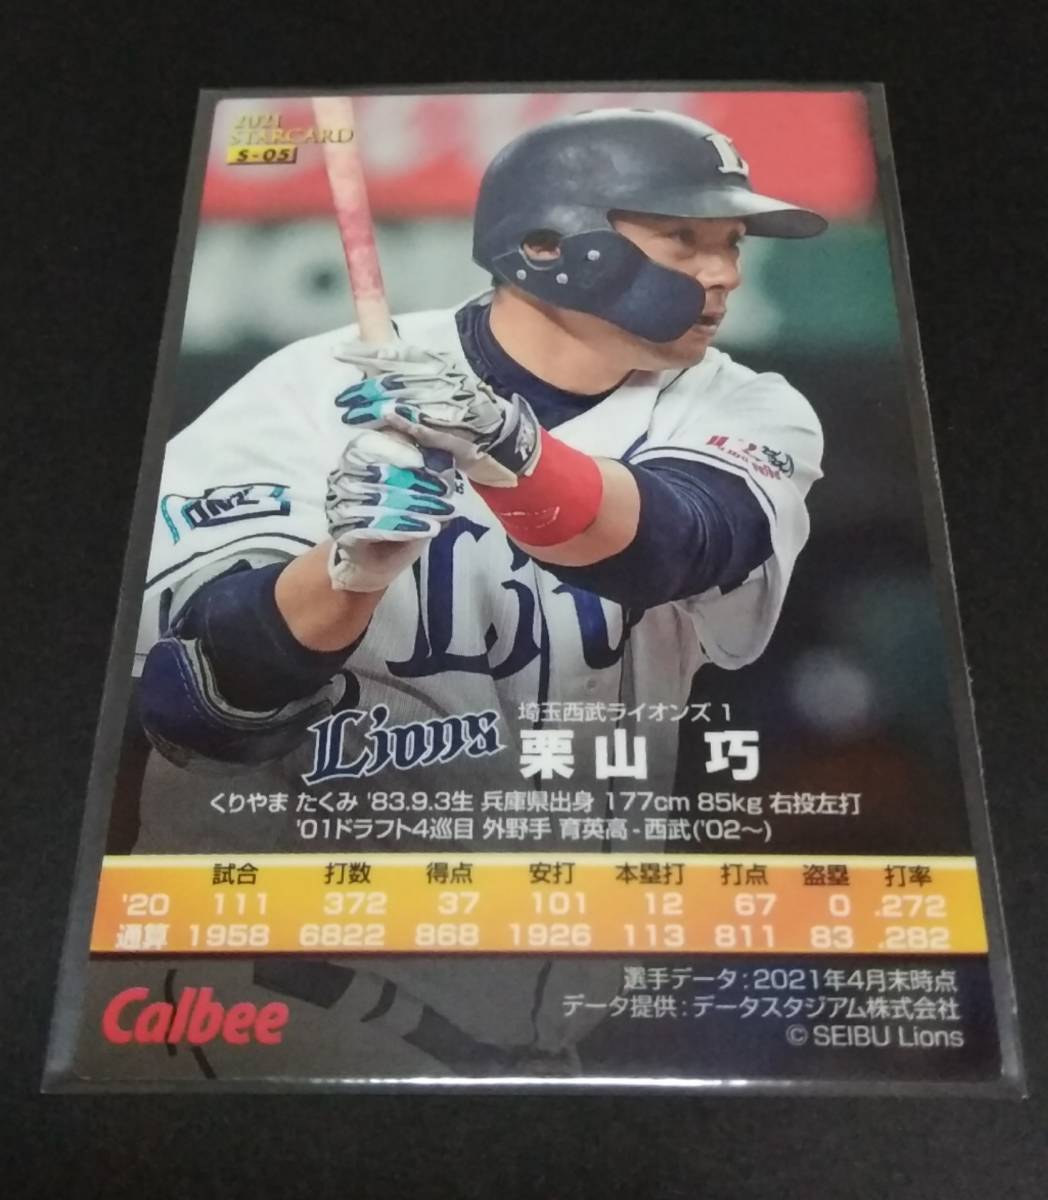 2021
STARCARD
S-05
L
Lions
Lions
埼玉西武ライオンズ 1
栗山 巧
くりやま たくみ '83.9.3生 兵庫県出身 177cm 85kg 右投左打
'01ドラフト4巡目 外野手 育英高-西武('02〜)
試合 打数 得点 安打 本塁打 打点 盗塁 打率
'20 111 372 37 101 12 67 0 .272
通算 1958 6822 868 1926 113 811 83 .282
Calbee
選手データ:2021年4月末時点
データ提供:データスタジアム株式会社
© SEIBU Lions